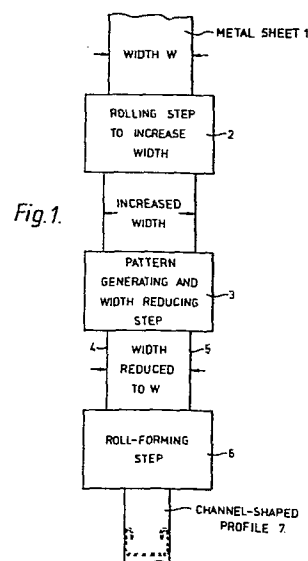 METAL SHEET 1
WIDTH W
ROLLING STEP
TO INCREASE
WIDTH
2
INCREASED
WIDTH
Fig.1.
PATTERN
GENERATING AND
WIDTH REDUCING
STEP
3
4
5
WIDTH
REDUCED
TO W
ROLL-FORMING
STEP
6
CHANNEL-SHAPED
PROFILE 7.